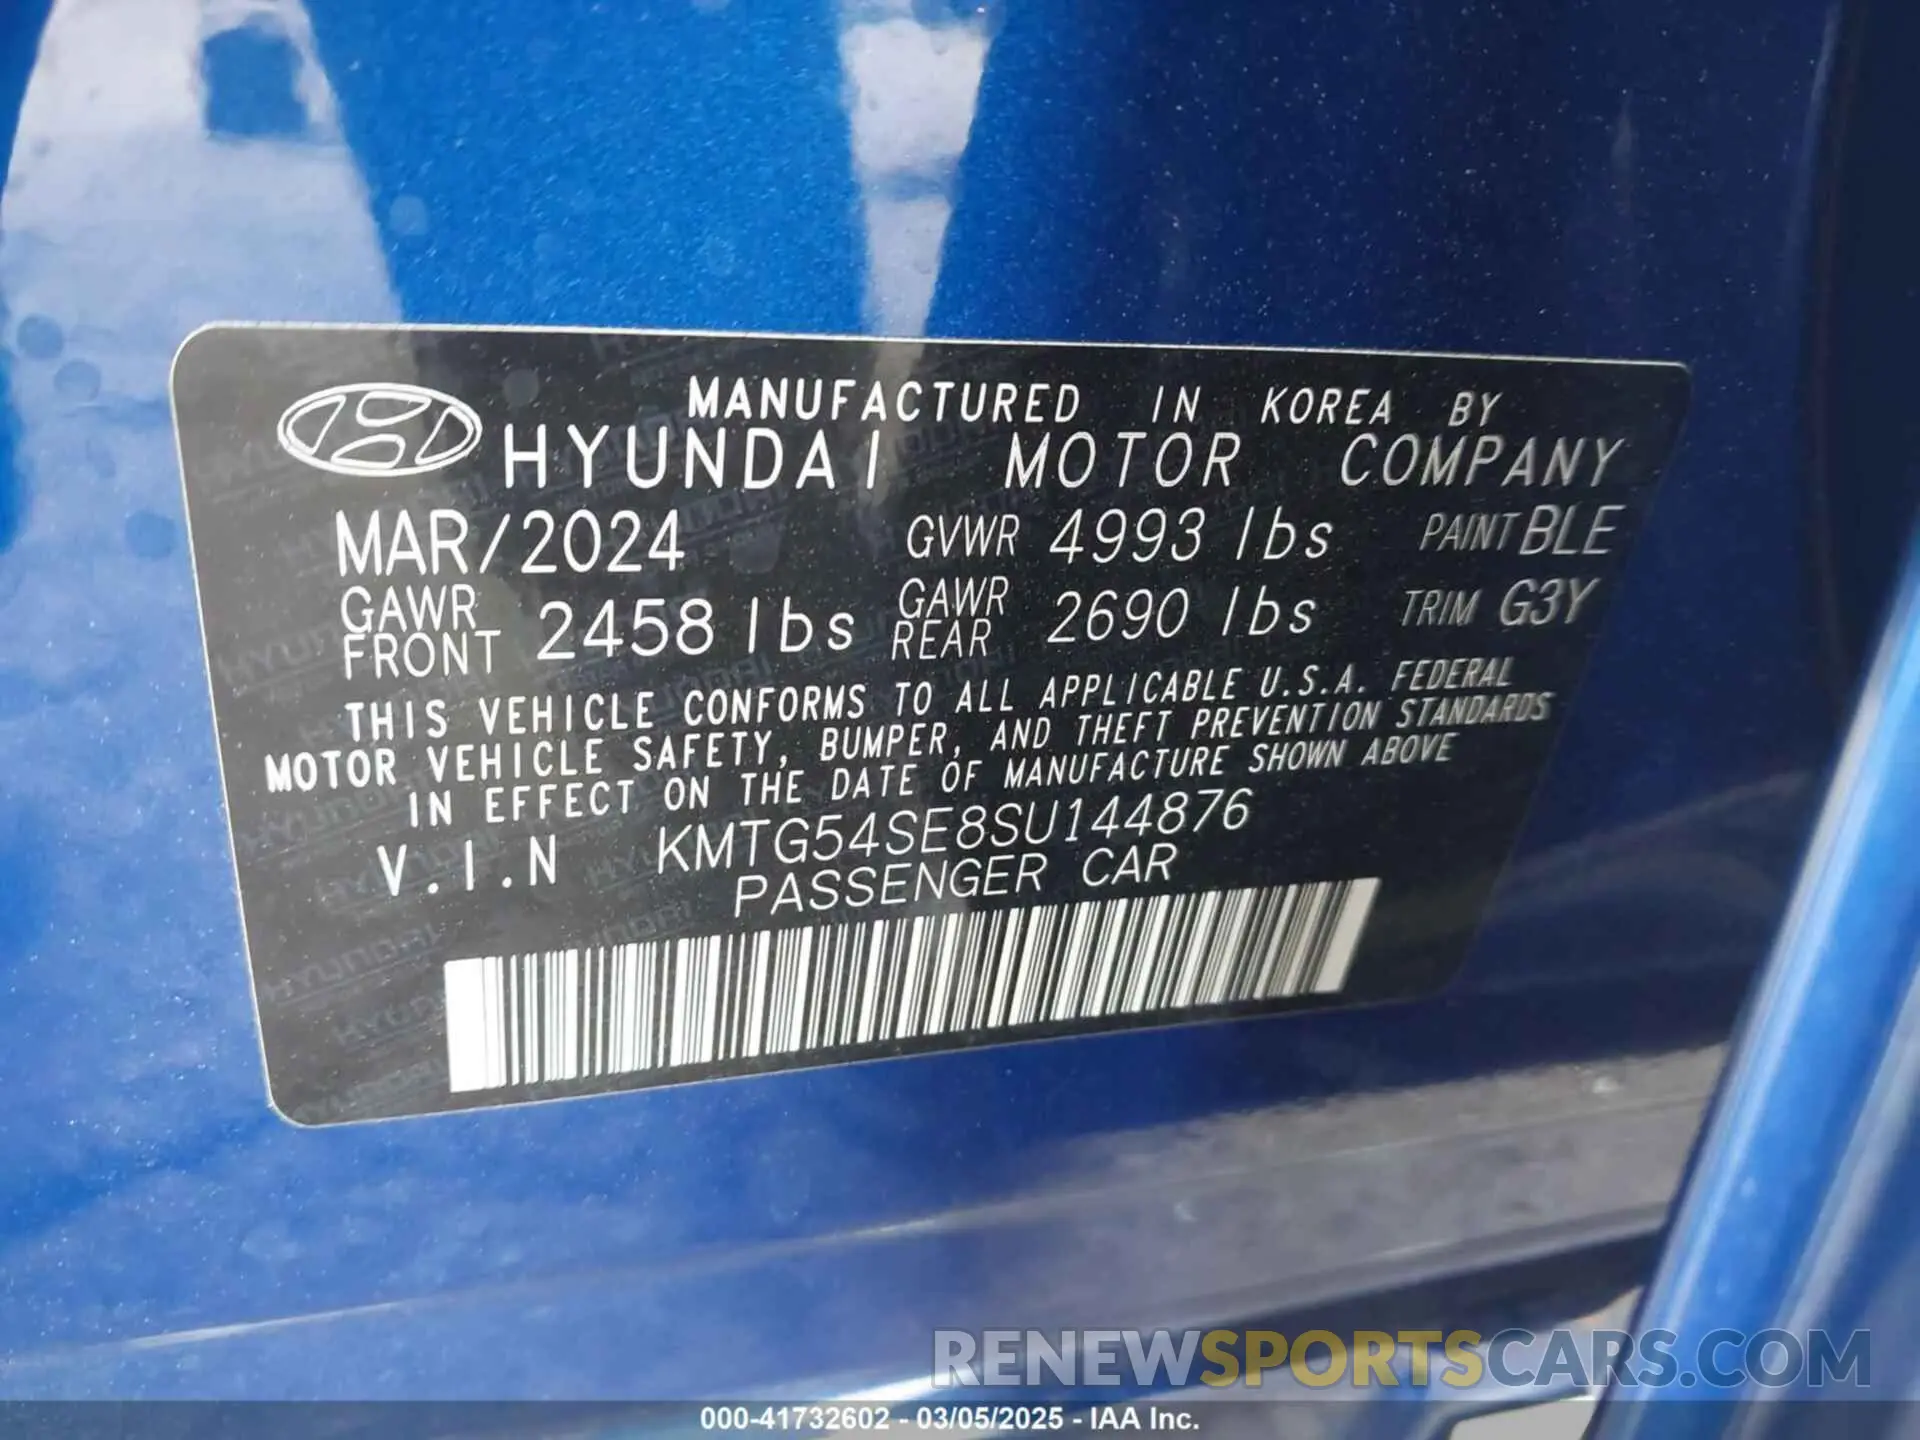 MANUFACTURED IN KOREA BY
HYUNDAI MOTOR COMPANY
MAR/2024 GVWR 4993 lbs PAINT BLE
GAWR FRONT 2458 lbs GAWR REAR 2690 lbs TRIM G3Y
THIS VEHICLE CONFORMS TO ALL APPLICABLE U.S.A. FEDERAL
MOTOR VEHICLE SAFETY, BUMPER, AND THEFT PREVENTION STANDARDS
IN EFFECT ON THE DATE OF MANUFACTURE SHOWN ABOVE
V.I.N KMTG54SE8SU144876
PASSENGER CAR
RENEWSPORTSCARS.COM
000-41732602 - 03/05/2025 - IAA Inc.